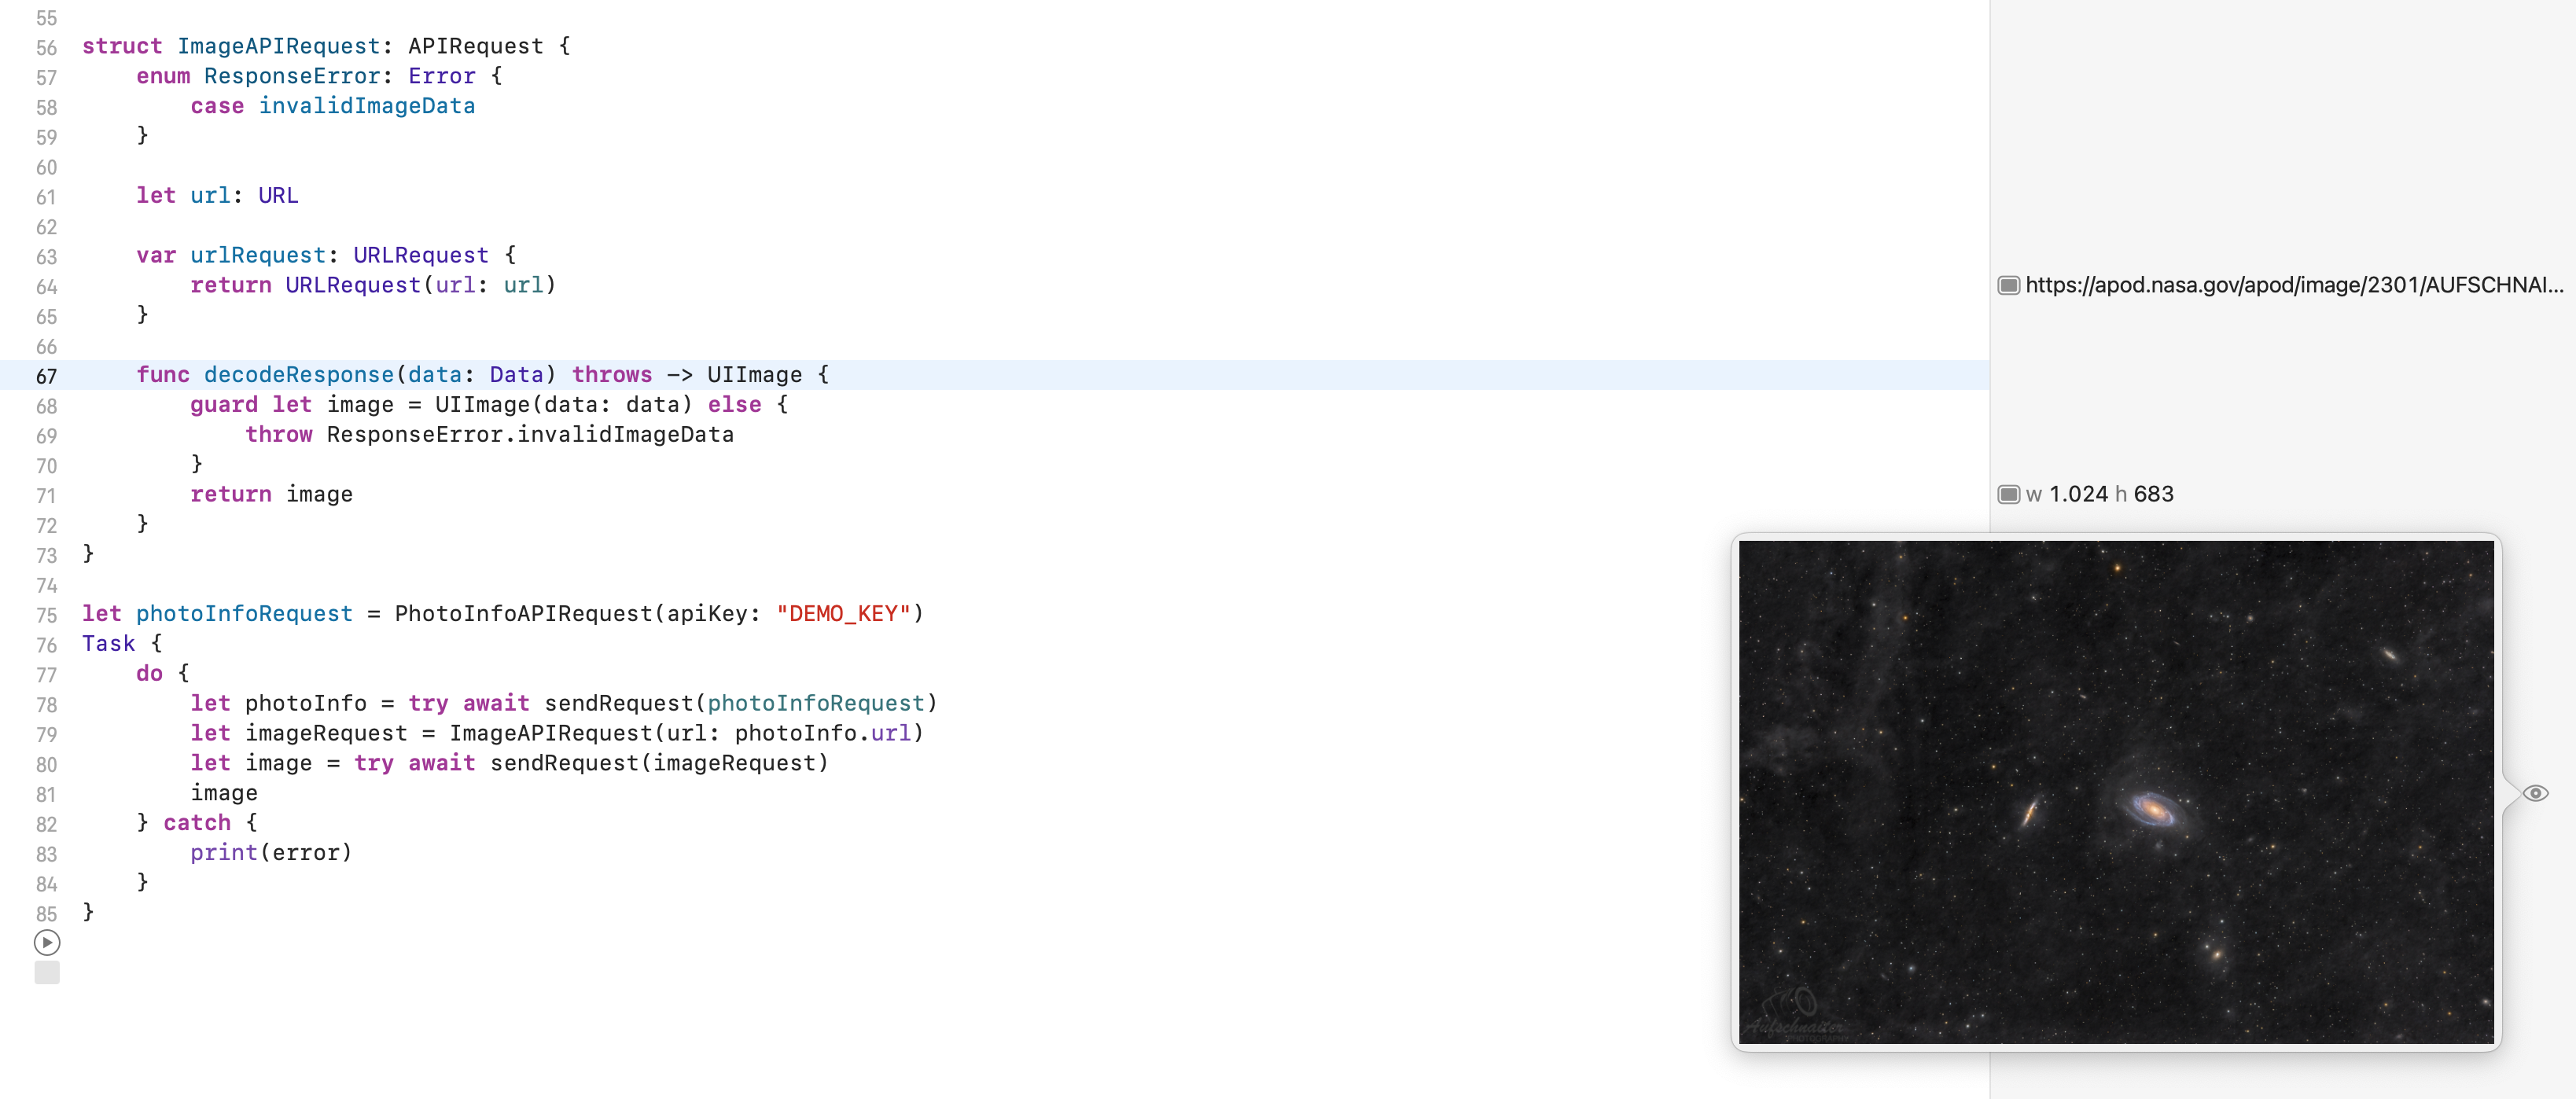 55
56 struct ImageAPIRequest: APIRequest {
57     enum ResponseError: Error {
58         case invalidImageData
59     }
60
61     let url: URL
62
63     var urlRequest: URLRequest {
64         return URLRequest(url: url)
https://apod.nasa.gov/apod/image/2301/AUFSCHNAI...
65     }
66
67     func decodeResponse(data: Data) throws -> UIImage {
68         guard let image = UIImage(data: data) else {
69             throw ResponseError.invalidImageData
70         }
71         return image
w 1.024 h 683
72     }
73 }
74
75 let photoInfoRequest = PhotoInfoAPIRequest(apiKey: "DEMO_KEY")
76 Task {
77     do {
78         let photoInfo = try await sendRequest(photoInfoRequest)
79         let imageRequest = ImageAPIRequest(url: photoInfo.url)
80         let image = try await sendRequest(imageRequest)
81         image
82     } catch {
83         print(error)
84     }
85 }
Aufschnaiter
PHOTOGRAPHY